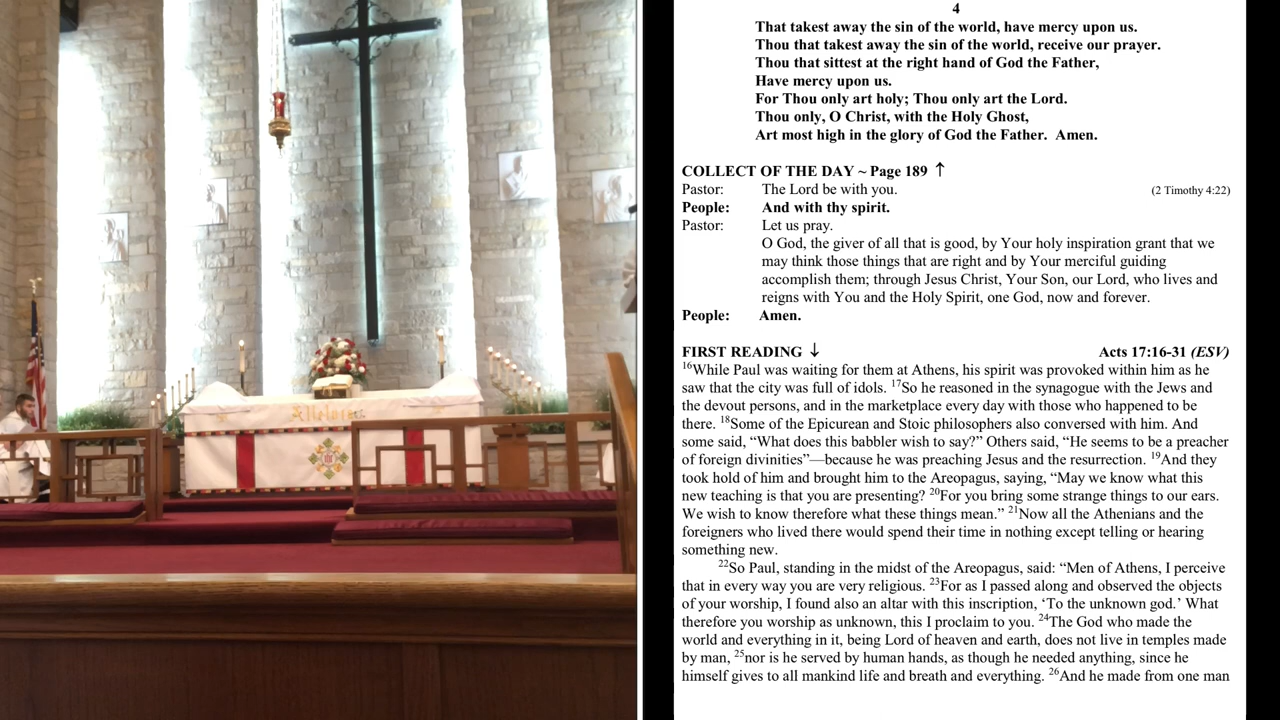 Alleluia
4
That takest away the sin of the world, have mercy upon us.
Thou that takest away the sin of the world, receive our prayer.
Thou that sittest at the right hand of God the Father,
Have mercy upon us.
For Thou only art holy; Thou only art the Lord.
Thou only, O Christ, with the Holy Ghost,
Art most high in the glory of God the Father.  Amen.
COLLECT OF THE DAY ~ Page 189 ↑
Pastor: The Lord be with you. (2 Timothy 4:22)
People: And with thy spirit.
Pastor: Let us pray.
O God, the giver of all that is good, by Your holy inspiration grant that we
may think those things that are right and by Your merciful guiding
accomplish them; through Jesus Christ, Your Son, our Lord, who lives and
reigns with You and the Holy Spirit, one God, now and forever.
People: Amen.
FIRST READING ↓ Acts 17:16-31 (ESV)
16While Paul was waiting for them at Athens, his spirit was provoked within him as he
saw that the city was full of idols. 17So he reasoned in the synagogue with the Jews and
the devout persons, and in the marketplace every day with those who happened to be
there. 18Some of the Epicurean and Stoic philosophers also conversed with him. And
some said, “What does this babbler wish to say?” Others said, “He seems to be a preacher
of foreign divinities”—because he was preaching Jesus and the resurrection. 19And they
took hold of him and brought him to the Areopagus, saying, “May we know what this
new teaching is that you are presenting? 20For you bring some strange things to our ears.
We wish to know therefore what these things mean.” 21Now all the Athenians and the
foreigners who lived there would spend their time in nothing except telling or hearing
something new.
22So Paul, standing in the midst of the Areopagus, said: “Men of Athens, I perceive
that in every way you are very religious. 23For as I passed along and observed the objects
of your worship, I found also an altar with this inscription, ‘To the unknown god.’ What
therefore you worship as unknown, this I proclaim to you. 24The God who made the
world and everything in it, being Lord of heaven and earth, does not live in temples made
by man, 25nor is he served by human hands, as though he needed anything, since he
himself gives to all mankind life and breath and everything. 26And he made from one man